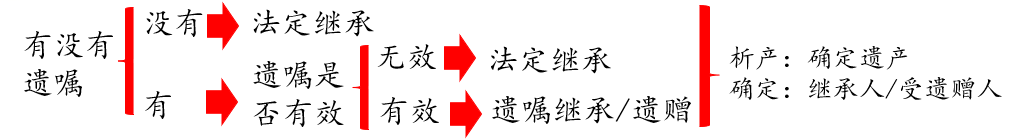 有没有
遗嘱
没有
法定继承
有
遗嘱是
否有效
无效
法定继承
有效
遗嘱继承/遗赠
析产：确定遗产
确定：继承人/受遗赠人